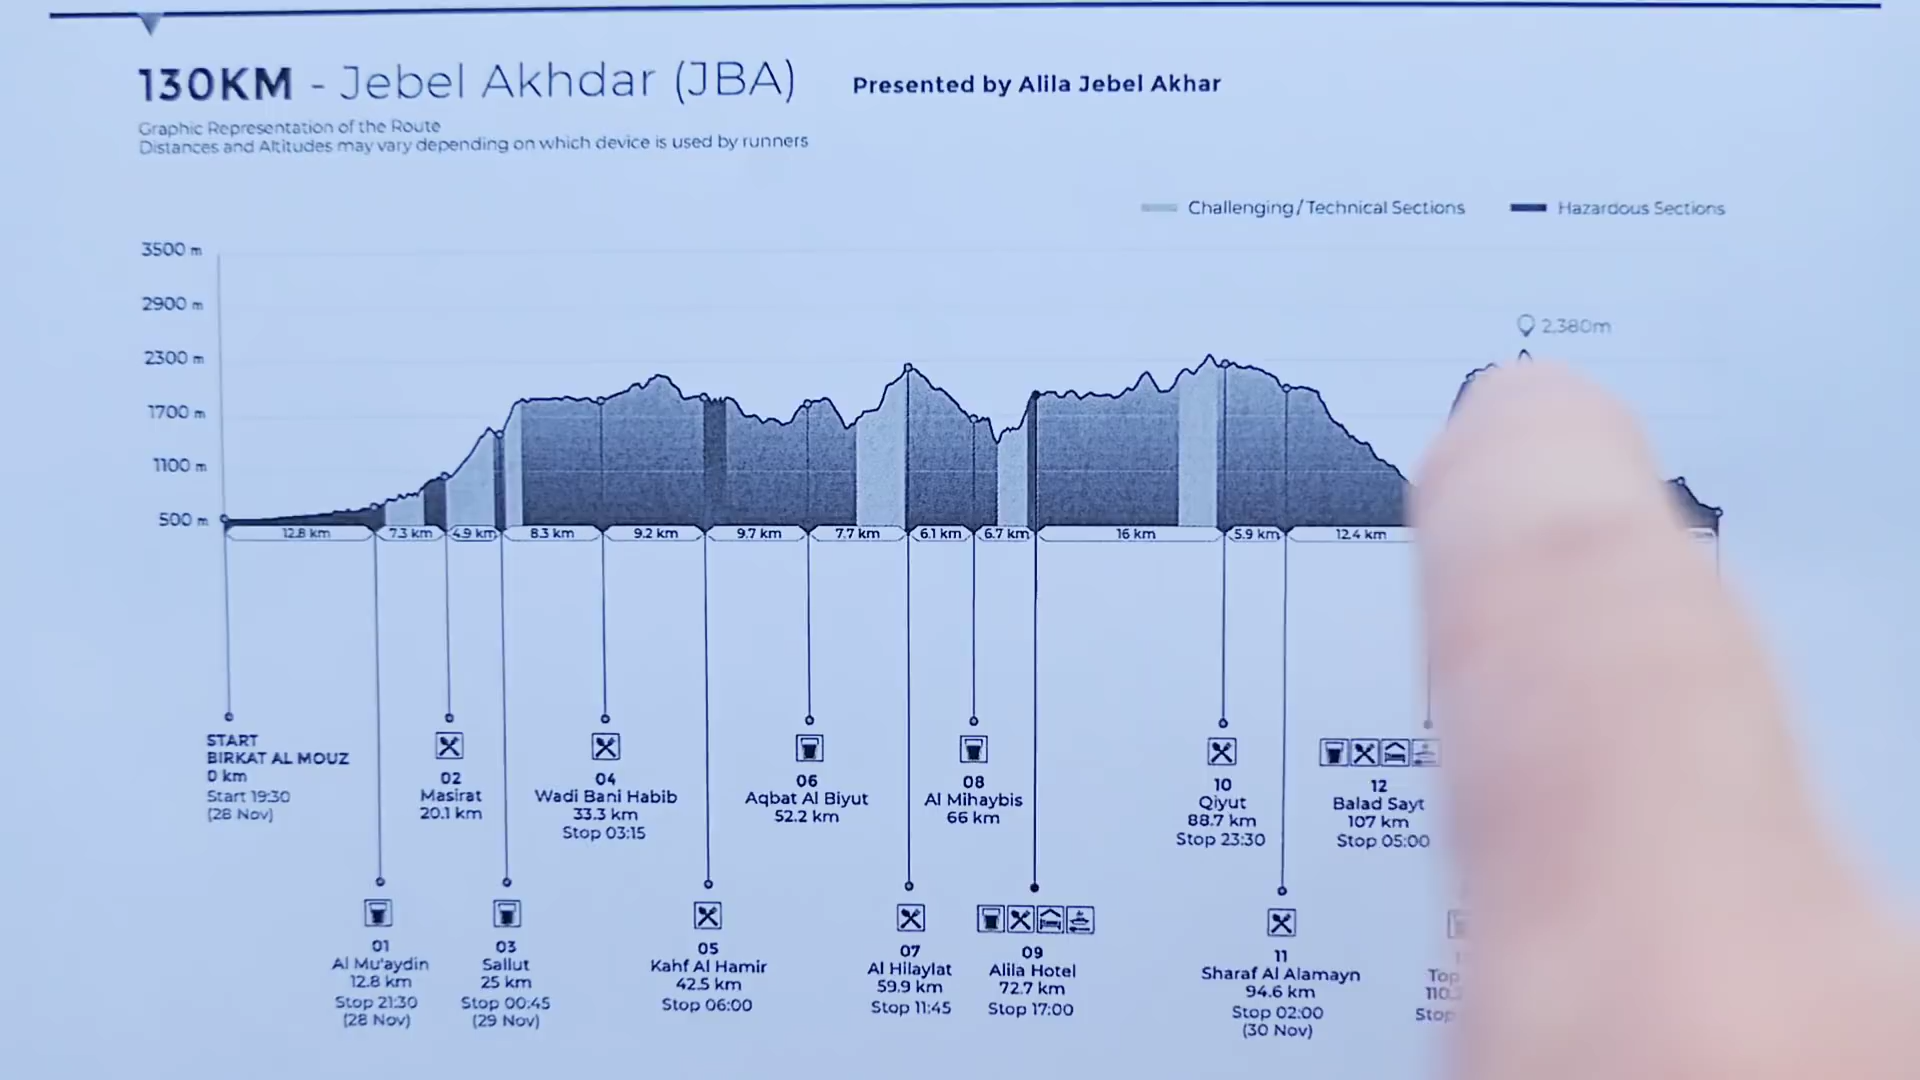 130KM - Jebel Akhdar (JBA)
Presented by Alila Jebel Akhar
Graphic Representation of the Route
Distances and Altitudes may vary depending on which device is used by runners
Challenging/Technical Sections
Hazardous Sections
3500 m
2900 m
2300 m
1700 m
1100 m
500 m
2.380m
12.8 km
7.3 km
4.9 km
8.3 km
9.2 km
9.7 km
7.7 km
6.1 km
6.7 km
16 km
5.9 km
12.4 km
START
BIRKAT AL MOUZ
0 km
Start 19:30
(28 Nov)
02
Masirat
20.1 km
04
Wadi Bani Habib
33.3 km
Stop 03:15
06
Aqbat Al Biyut
52.2 km
08
Al Mihaybis
66 km
10
Qiyut
88.7 km
Stop 23:30
12
Balad Sayt
107 km
Stop 05:00
01
Al Mu'aydin
12.8 km
Stop 21:30
(28 Nov)
03
Sallut
25 km
Stop 00:45
(29 Nov)
05
Kahf Al Hamir
42.5 km
Stop 06:00
07
Al Hilaylat
59.9 km
Stop 11:45
09
Alila Hotel
72.7 km
Stop 17:00
11
Sharaf Al Alamayn
94.6 km
Stop 02:00
(30 Nov)
Top
110.
Stop